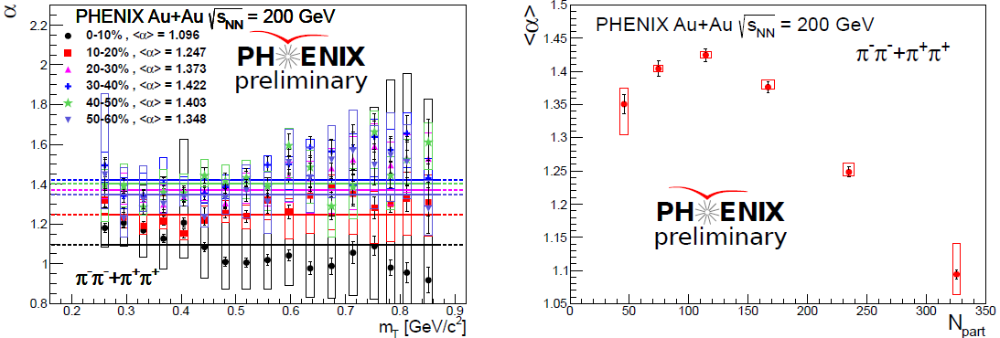 PHENIX Au+Au √sNN = 200 GeV
0-10% , <α> = 1.096
10-20% , <α> = 1.247
20-30% , <α> = 1.373
30-40% , <α> = 1.422
40-50% , <α> = 1.403
50-60% , <α> = 1.348
PHENIX
preliminary
π⁻π⁻+π⁺π⁺
α
2.2
2
1.8
1.6
1.4
1.2
1
0.8
0.2 0.3 0.4 0.5 0.6 0.7 0.8 0.9
mT [GeV/c²]
PHENIX Au+Au √sNN = 200 GeV
π⁻π⁻+π⁺π⁺
PHENIX
preliminary
<α>
1.5
1.45
1.4
1.35
1.3
1.25
1.2
1.15
1.1
1.05
0 50 100 150 200 250 300 350
Npart